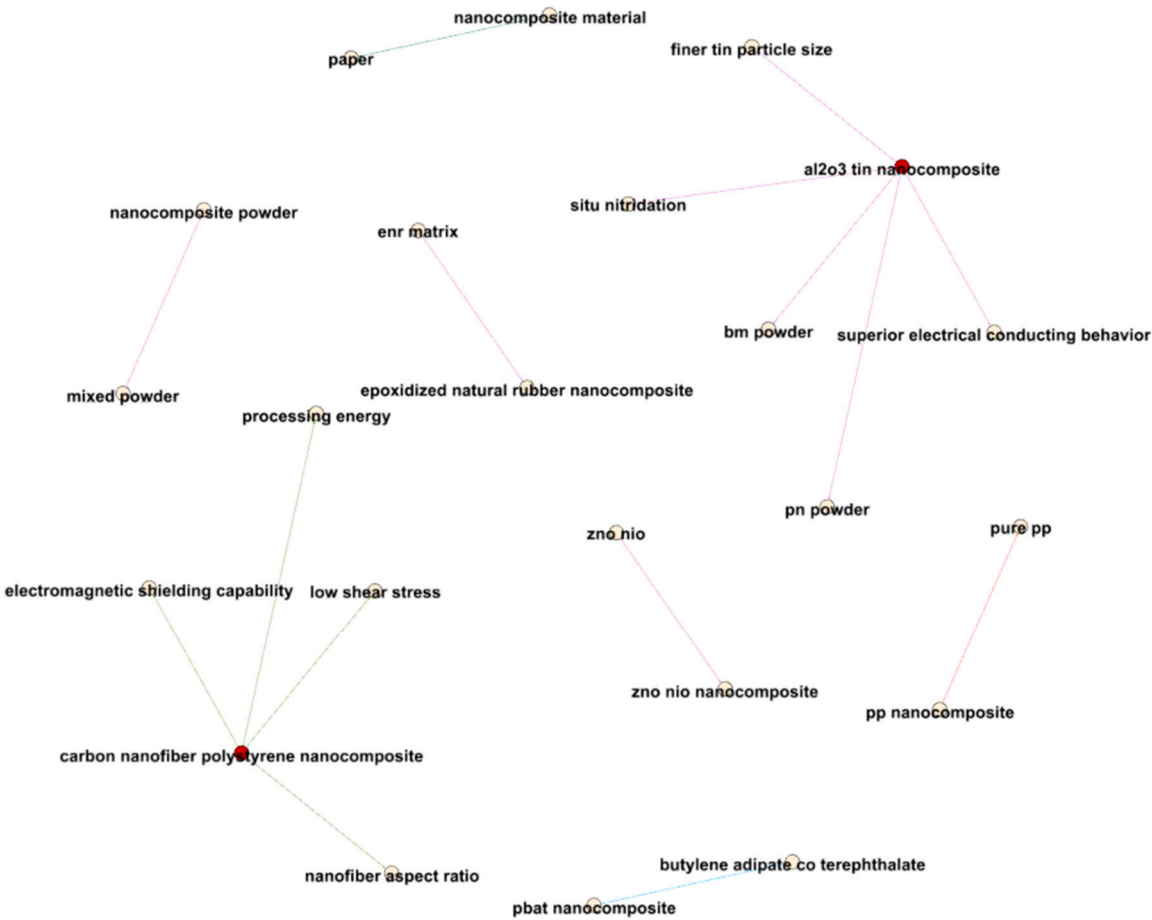 nanocomposite material
paper
finer tin particle size
al2o3 tin nanocomposite
situ nitridation
nanocomposite powder
enr matrix
bm powder
superior electrical conducting behavior
epoxidized natural rubber nanocomposite
mixed powder
processing energy
pn powder
pure pp
zno nio
electromagnetic shielding capability
low shear stress
zno nio nanocomposite
pp nanocomposite
carbon nanofiber polystyrene nanocomposite
butylene adipate co terephthalate
nanofiber aspect ratio
pbat nanocomposite